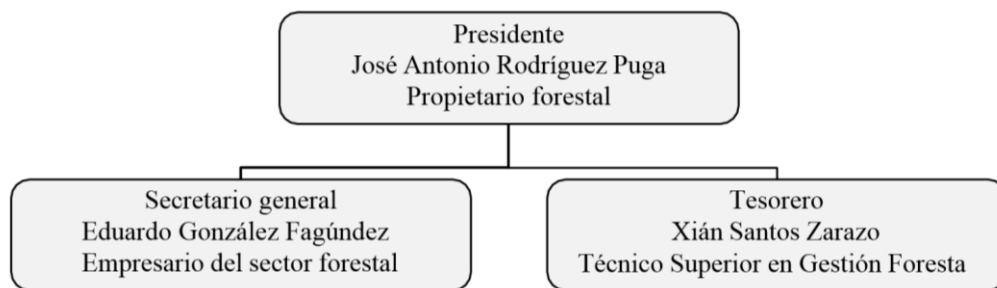 Presidente
José Antonio Rodríguez Puga
Propietario forestal
Secretario general
Eduardo González Fagúndez
Empresario del sector forestal
Tesorero
Xián Santos Zarazo
Técnico Superior en Gestión Foresta